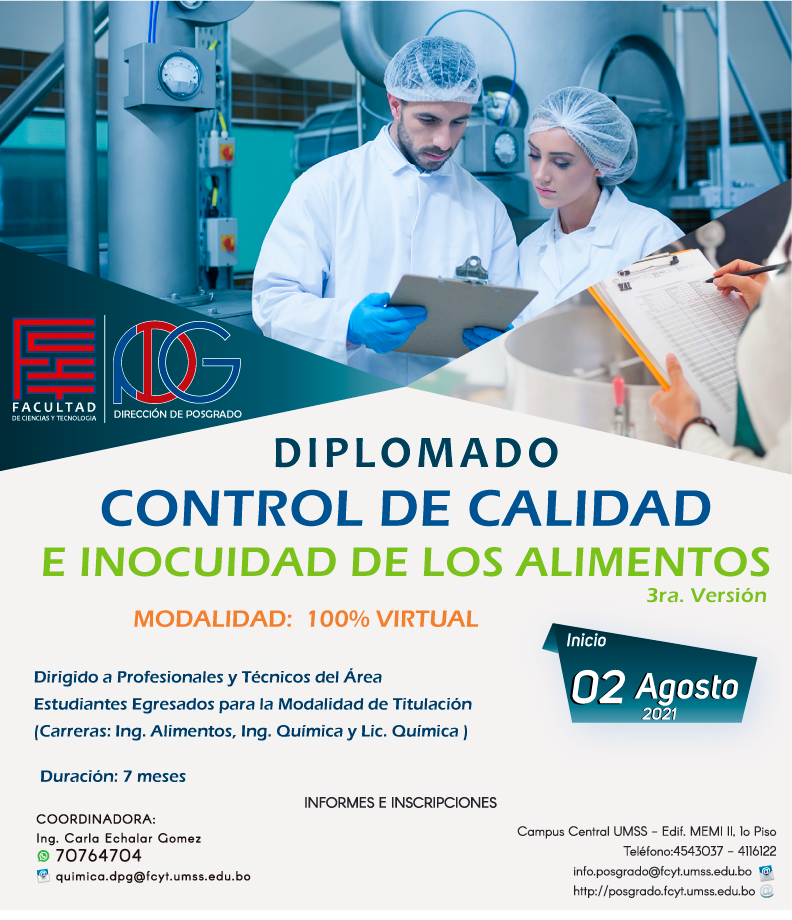 FACULTAD
DE CIENCIAS Y TECNOLOGIA
DIRECCIÓN DE POSGRADO
DIPLOMADO
CONTROL DE CALIDAD
E INOCUIDAD DE LOS ALIMENTOS
3ra. Versión
MODALIDAD: 100% VIRTUAL
Inicio
02 Agosto
2021
Dirigido a Profesionales y Técnicos del Área
Estudiantes Egresados para la Modalidad de Titulación
(Carreras: Ing. Alimentos, Ing. Química y Lic. Química )
Duración: 7 meses
INFORMES E INSCRIPCIONES
COORDINADORA:
Ing. Carla Echalar Gomez
70764704
quimica.dpg@fcyt.umss.edu.bo
Campus Central UMSS - Edif. MEMI II, 1o Piso
Teléfono:4543037 - 4116122
info.posgrado@fcyt.umss.edu.bo
http://posgrado.fcyt.umss.edu.bo